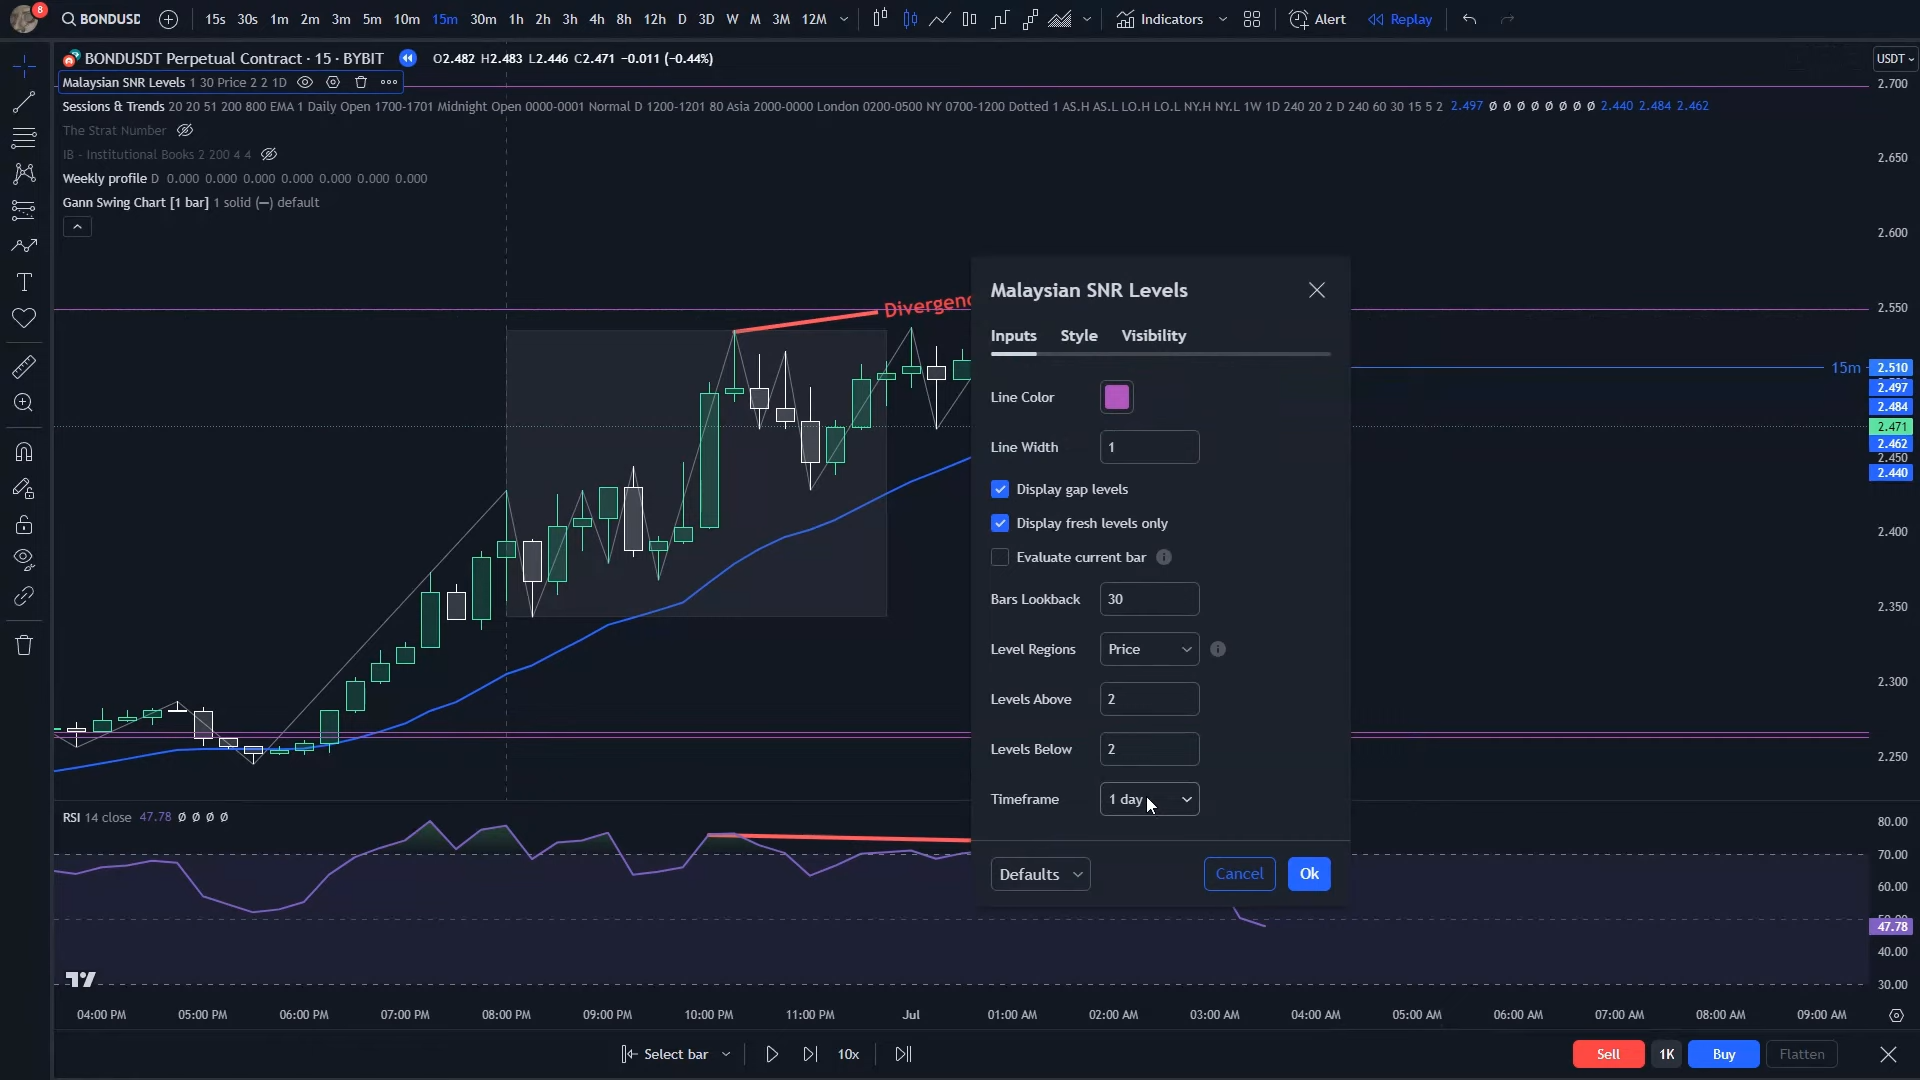 8
BONDUSD
15s 30s 1m 2m 3m 5m 10m 15m 30m 1h 2h 3h 4h 8h 12h D 3D W M 3M 12M
Indicators
Alert
Replay
BONDUSDT Perpetual Contract · 15 · BYBIT
O2.482 H2.483 L2.446 C2.471 −0.011 (−0.44%)
USDT
Malaysian SNR Levels 1 30 Price 2 2 1D
Sessions & Trends 20 20 51 200 800 EMA 1 Daily Open 1700-1701 Midnight Open 0000-0001 Normal D 1200-1201 80 Asia 2000-0000 London 0200-0500 NY 0700-1200 Dotted 1 AS.H AS.L LO.H LO.L NY.H NY.L 1W 1D 240 20 2 D 240 60 30 15 5 2 2.497 Ø Ø Ø Ø Ø Ø Ø Ø 2.440 2.484 2.462
The Strat Number
IB - Institutional Books 2 200 4 4
Weekly profile D 0.000 0.000 0.000 0.000 0.000 0.000 0.000
Gann Swing Chart [1 bar] 1 solid (—) default
2.700
2.650
2.600
2.550
15m
2.510
2.497
2.484
2.471
2.462
2.450
2.440
2.400
2.350
2.300
2.250
Divergenc
Malaysian SNR Levels
Inputs Style Visibility
Line Color
Line Width 1
Display gap levels
Display fresh levels only
Evaluate current bar
Bars Lookback 30
Level Regions Price
Levels Above 2
Levels Below 2
Timeframe 1 day
Defaults
Cancel
Ok
RSI 14 close 47.78 Ø Ø Ø Ø
80.00
70.00
60.00
50.00
47.78
40.00
30.00
04:00 PM 05:00 PM 06:00 PM 07:00 PM 08:00 PM 09:00 PM 10:00 PM 11:00 PM Jul 01:00 AM 02:00 AM 03:00 AM 04:00 AM 05:00 AM 06:00 AM 07:00 AM 08:00 AM 09:00 AM
Select bar
10x
Sell
1K
Buy
Flatten